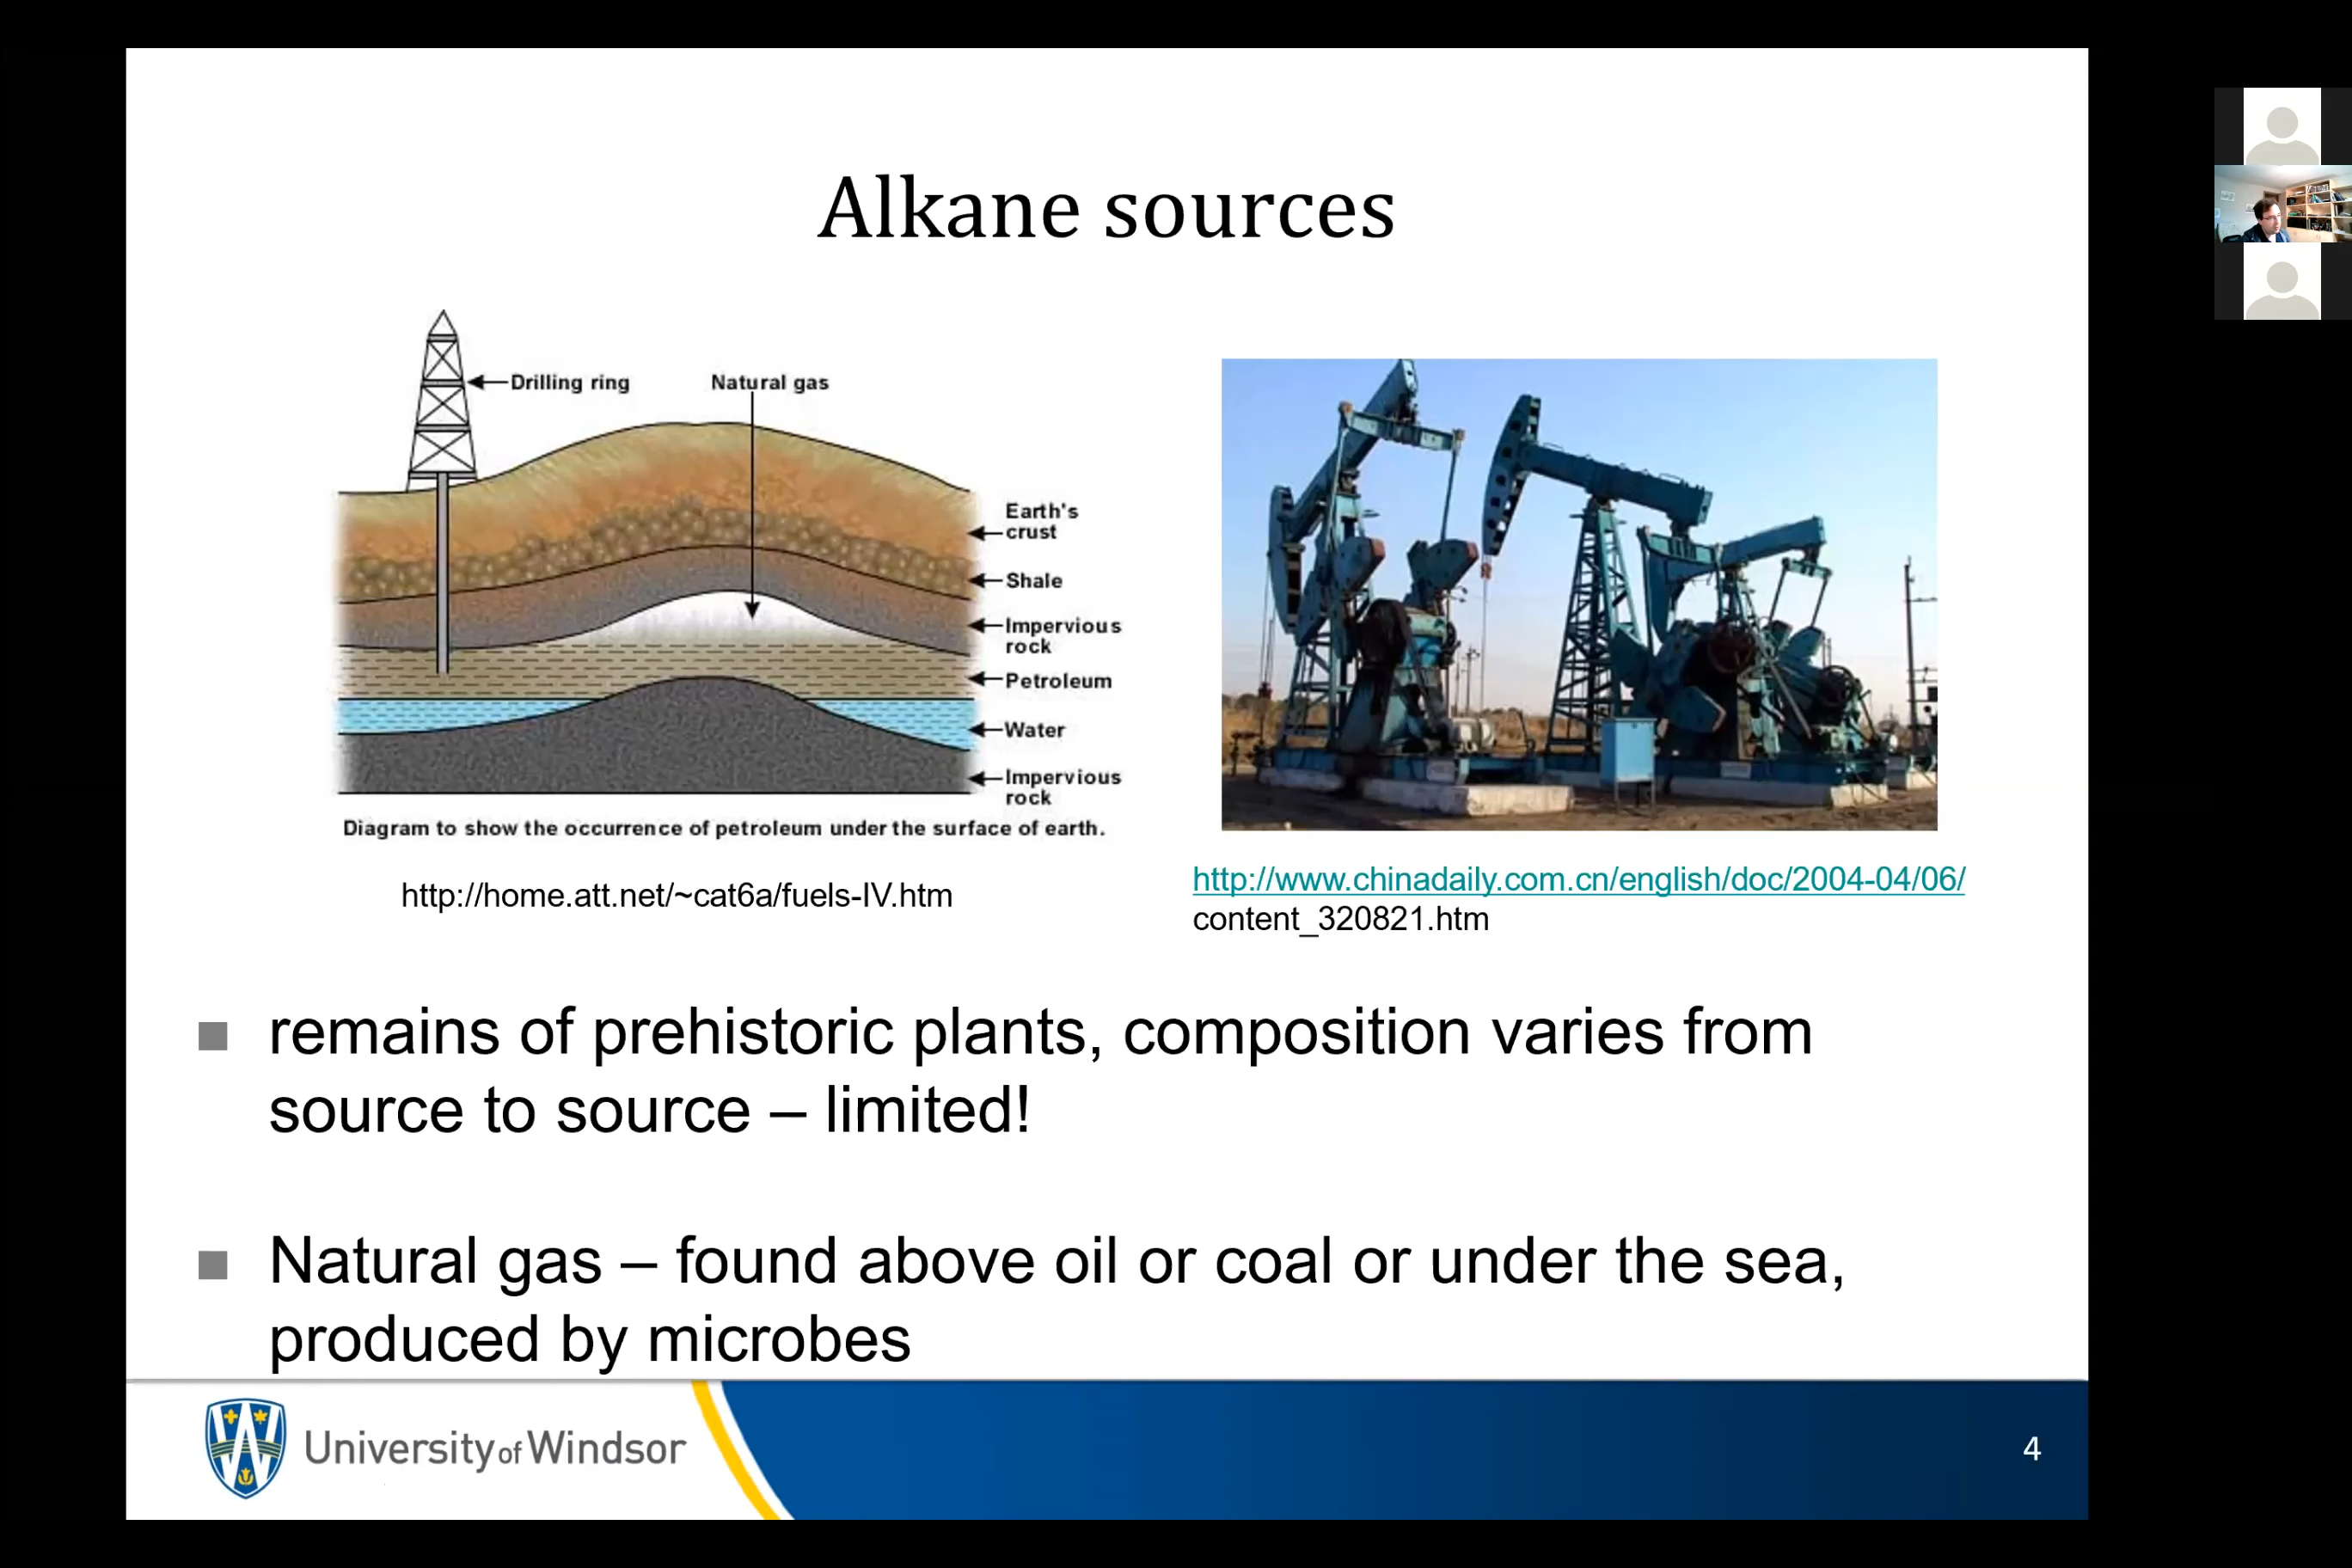 Alkane sources
Drilling ring
Natural gas
Earth's
crust
Shale
Impervious
rock
Petroleum
Water
Impervious
rock
Diagram to show the occurrence of petroleum under the surface of earth.
http://home.att.net/~cat6a/fuels-IV.htm
http://www.chinadaily.com.cn/english/doc/2004-04/06/
content_320821.htm
remains of prehistoric plants, composition varies from
source to source – limited!
Natural gas – found above oil or coal or under the sea,
produced by microbes
University of Windsor
4